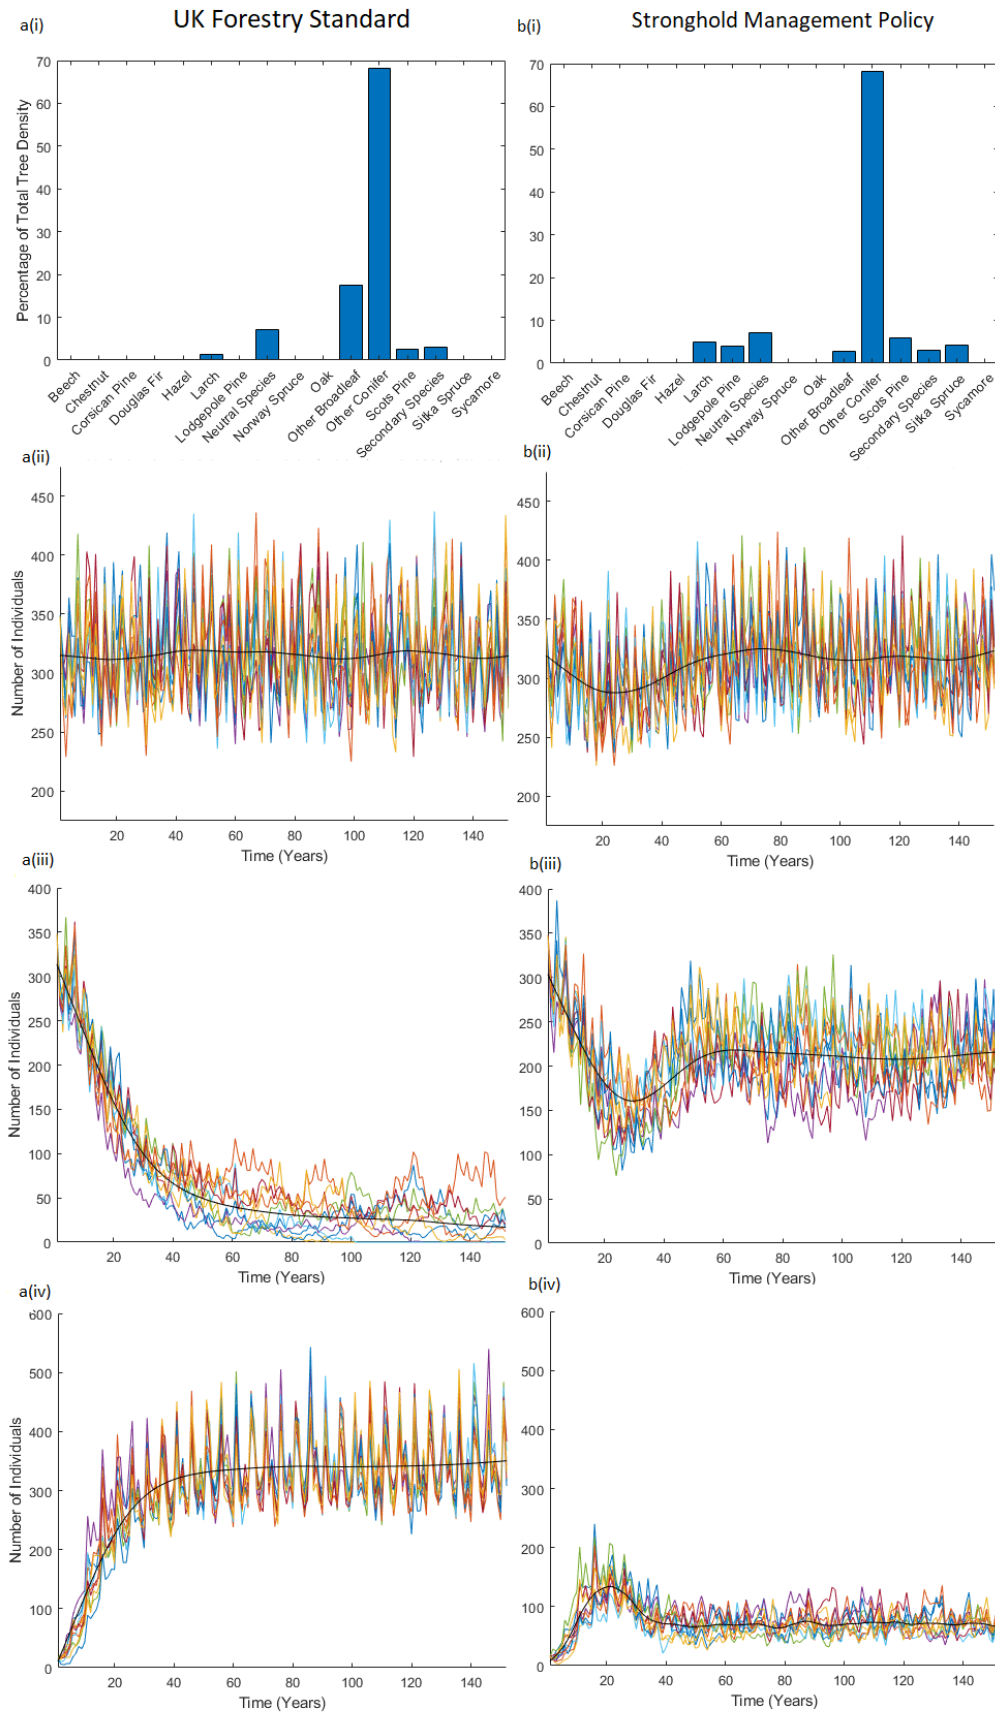 UK Forestry Standard
Stronghold Management Policy
a(i)
b(i)
Percentage of Total Tree Density
70
60
50
40
30
20
10
0
Beech
Chestnut
Corsican Pine
Douglas Fir
Hazel
Larch
Lodgepole Pine
Neutral Species
Norway Spruce
Oak
Other Broadleaf
Other Conifer
Scots Pine
Secondary Species
Sitka Spruce
Sycamore
70
60
50
40
30
20
10
0
Beech
Chestnut
Corsican Pine
Douglas Fir
Hazel
Larch
Lodgepole Pine
Neutral Species
Norway Spruce
Oak
Other Broadleaf
Other Conifer
Scots Pine
Secondary Species
Sitka Spruce
Sycamore
a(ii)
Number of Individuals
450
400
350
300
250
200
20 40 60 80 100 120 140
Time (Years)
b(ii)
450
400
350
300
250
200
20 40 60 80 100 120 140
Time (Years)
a(iii)
Number of Individuals
400
350
300
250
200
150
100
50
0
20 40 60 80 100 120 140
Time (Years)
b(iii)
400
350
300
250
200
150
100
50
0
20 40 60 80 100 120 140
Time (Years)
a(iv)
Number of Individuals
600
500
400
300
200
100
0
20 40 60 80 100 120 140
Time (Years)
b(iv)
600
500
400
300
200
100
0
20 40 60 80 100 120 140
Time (Years)